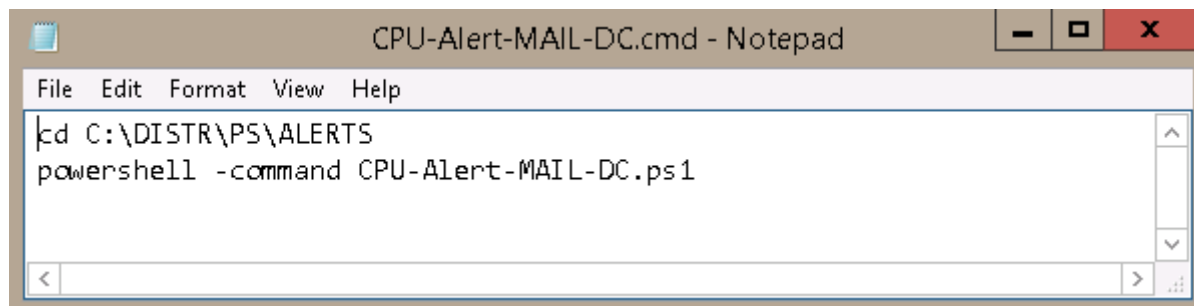 CPU-Alert-MAIL-DC.cmd - Notepad
File Edit Format View Help
cd C:\DISTR\PS\ALERTS
powershell -command CPU-Alert-MAIL-DC.ps1